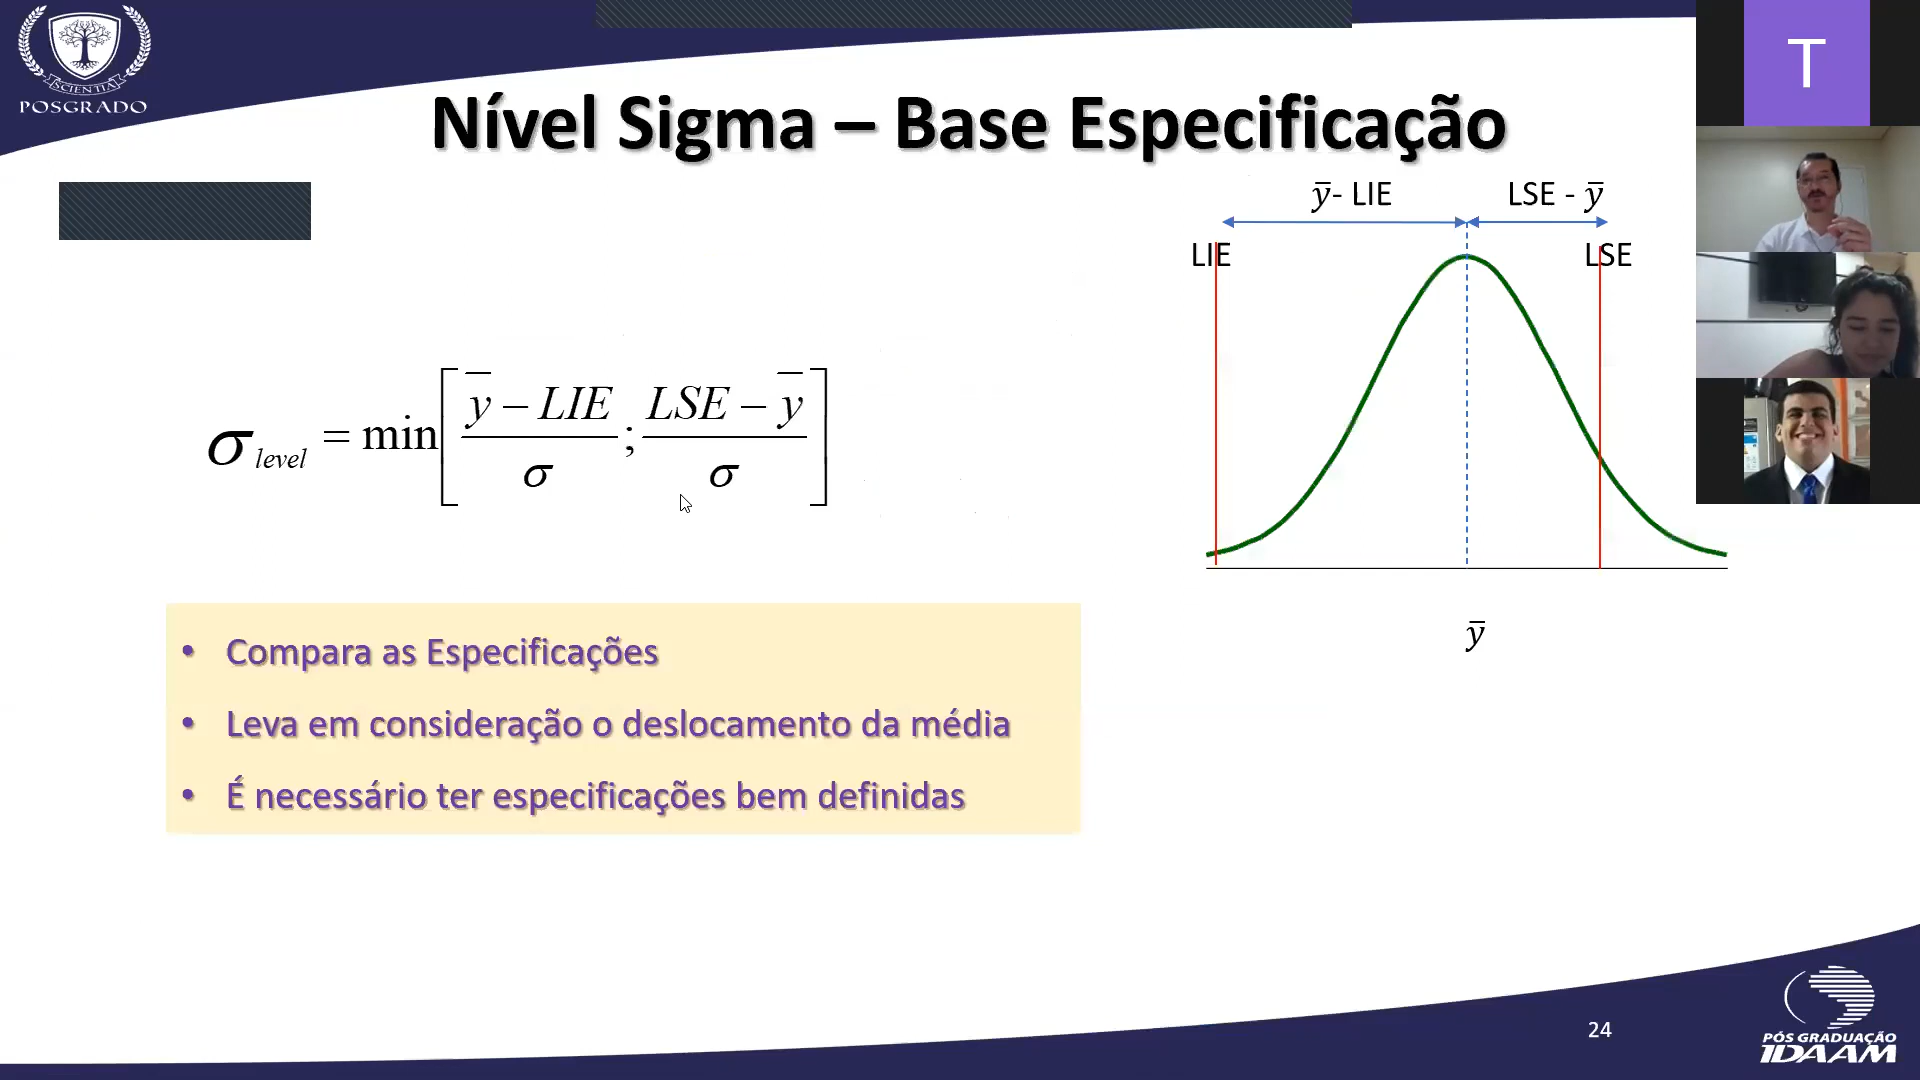 SCIENTIA
POSGRADO
T
Nível Sigma – Base Especificação
y̅- LIE
LSE - y̅
LIE
LSE
σ level = min[ y̅ – LIE / σ ; LSE – y̅ / σ ]
y̅
• Compara as Especificações
• Leva em consideração o deslocamento da média
• É necessário ter especificações bem definidas
24
PÓS GRADUAÇÃO
IDAAM